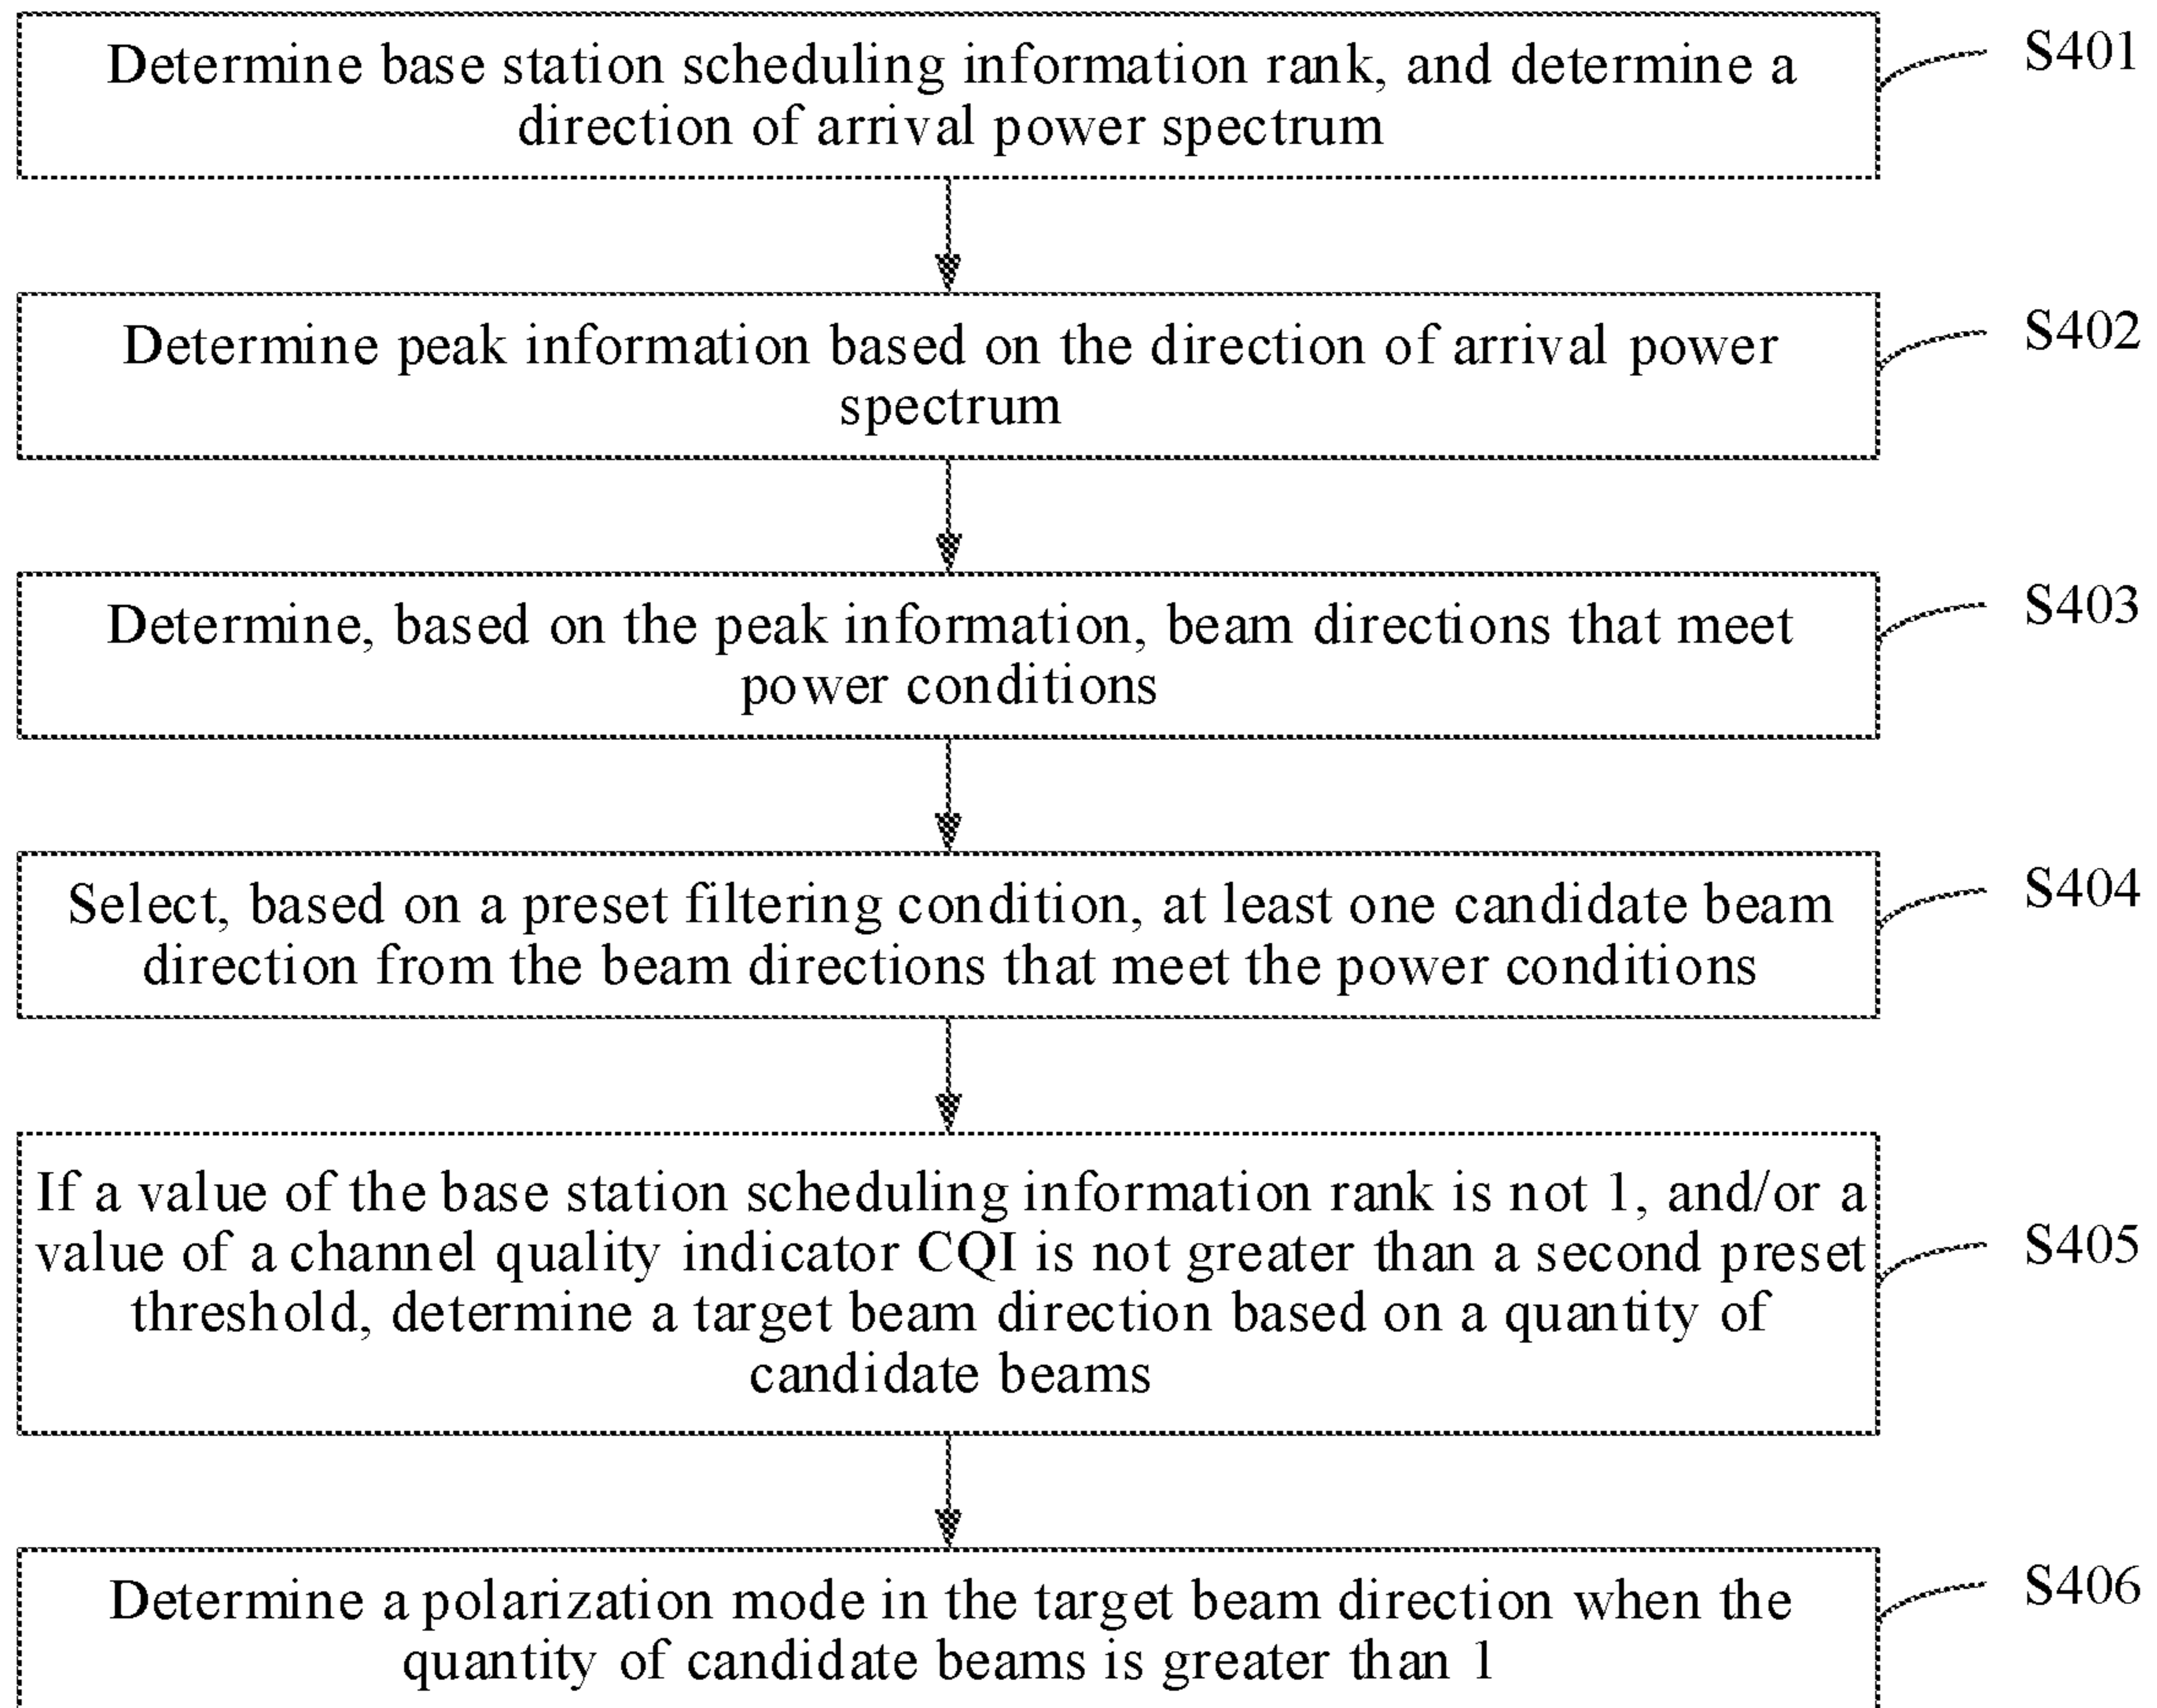 Determine base station scheduling information rank, and determine a
direction of arrival power spectrum
S401
Determine peak information based on the direction of arrival power
spectrum
S402
Determine, based on the peak information, beam directions that meet
power conditions
S403
Select, based on a preset filtering condition, at least one candidate beam
direction from the beam directions that meet the power conditions
S404
If a value of the base station scheduling information rank is not 1, and/or a
value of a channel quality indicator CQI is not greater than a second preset
threshold, determine a target beam direction based on a quantity of
candidate beams
S405
Determine a polarization mode in the target beam direction when the
quantity of candidate beams is greater than 1
S406